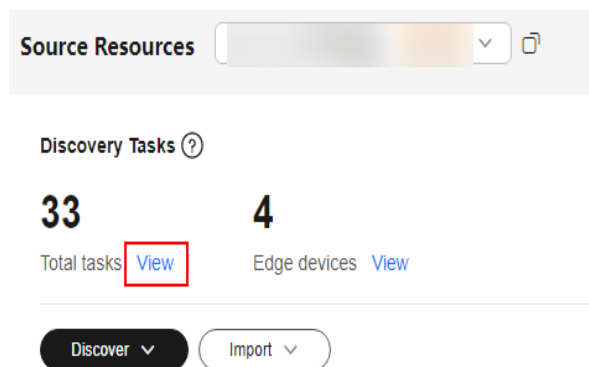 Source Resources
Discovery Tasks ?
33
4
Total tasks View
Edge devices View
Discover
Import